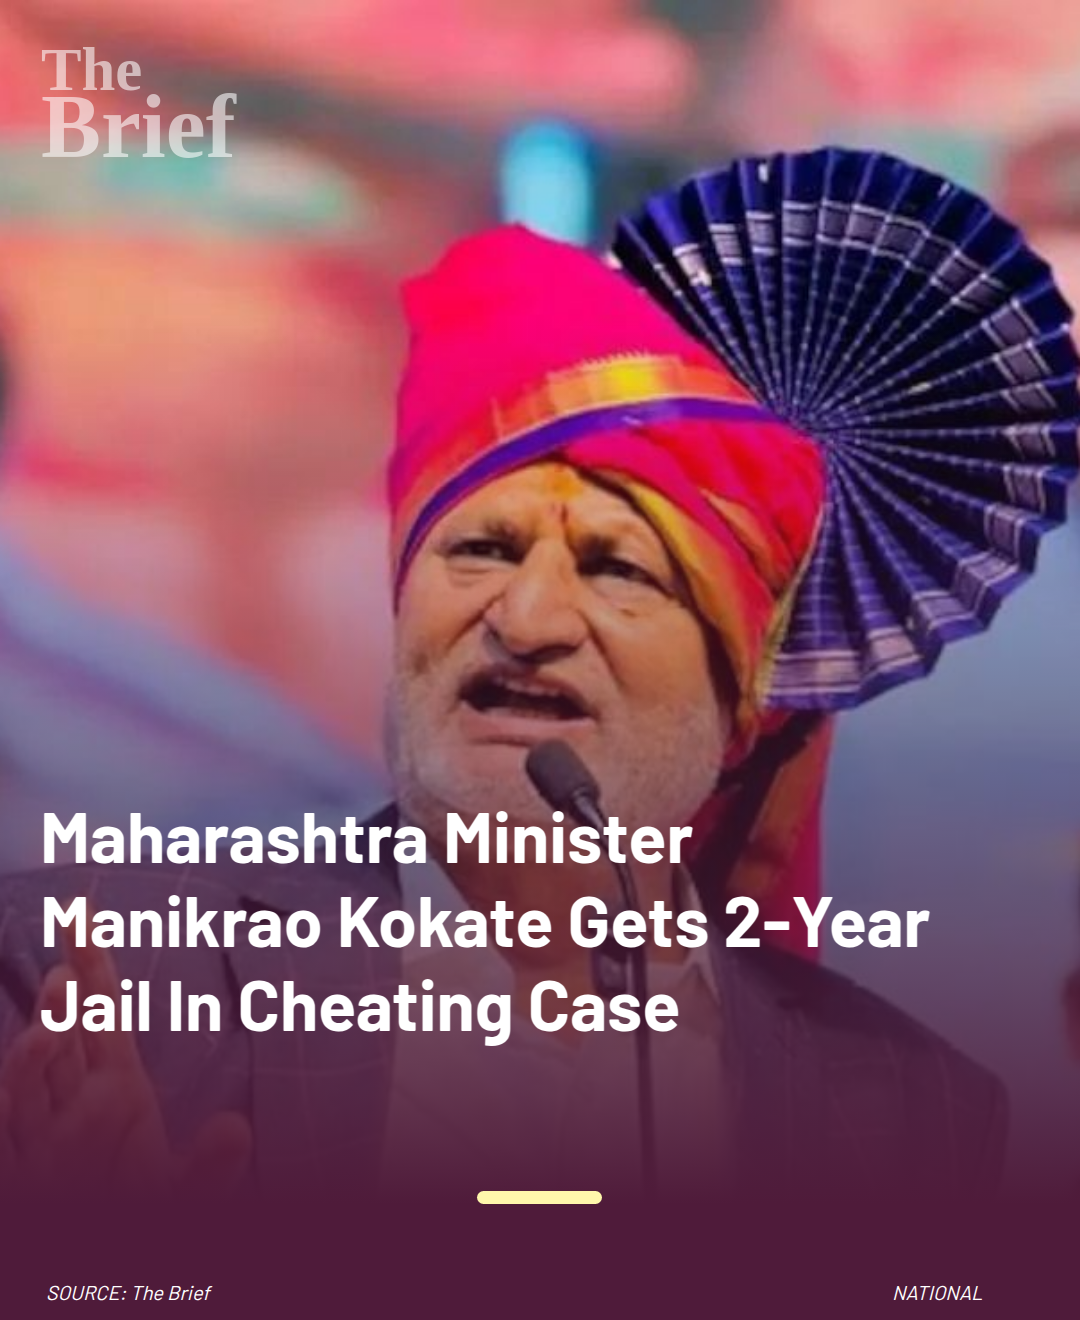 The
Brief
Maharashtra Minister
Manikrao Kokate Gets 2-Year
Jail In Cheating Case
SOURCE: The Brief
NATIONAL